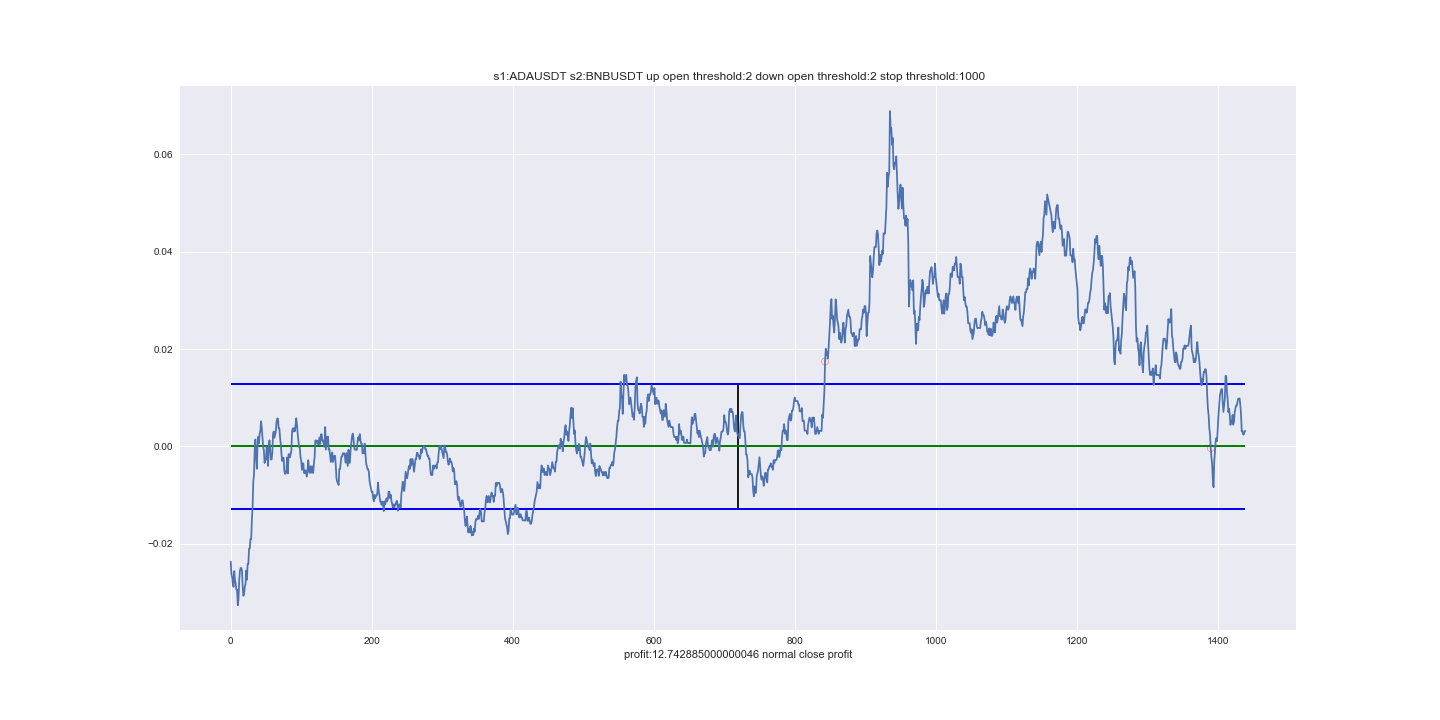 s1:ADAUSDT s2:BNBUSDT up open threshold:2 down open threshold:2 stop threshold:1000
0.06
0.04
0.02
0.00
−0.02
0 200 400 600 800 1000 1200 1400
profit:12.742885000000046 normal close profit